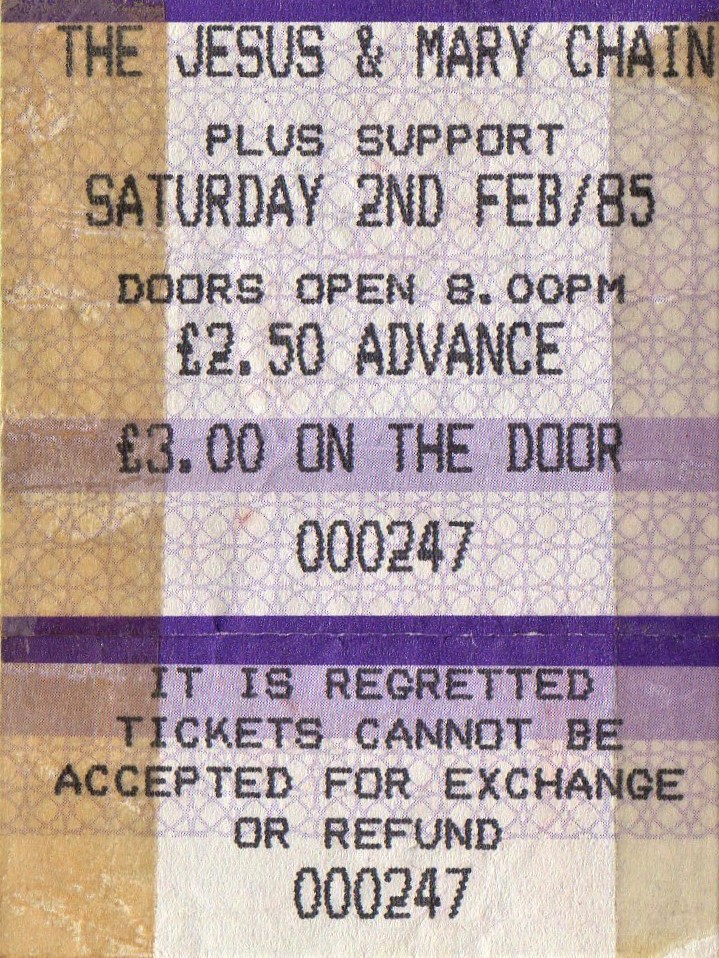 THE JESUS & MARY CHAIN
PLUS SUPPORT
SATURDAY 2ND FEB/85
DOORS OPEN 8.00PM
£2.50 ADVANCE
£3.00 ON THE DOOR
000247
IT IS REGRETTED
TICKETS CANNOT BE
ACCEPTED FOR EXCHANGE
OR REFUND
000247